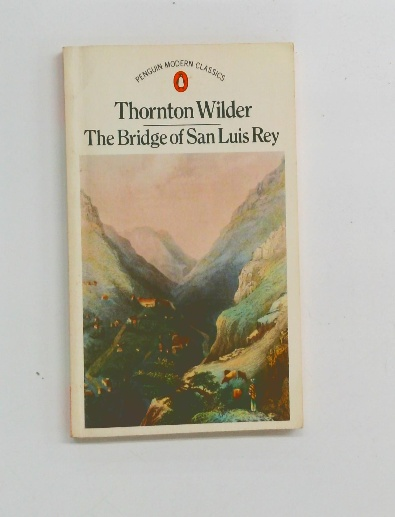 PENGUIN MODERN CLASSICS
Thornton Wilder
The Bridge of San Luis Rey